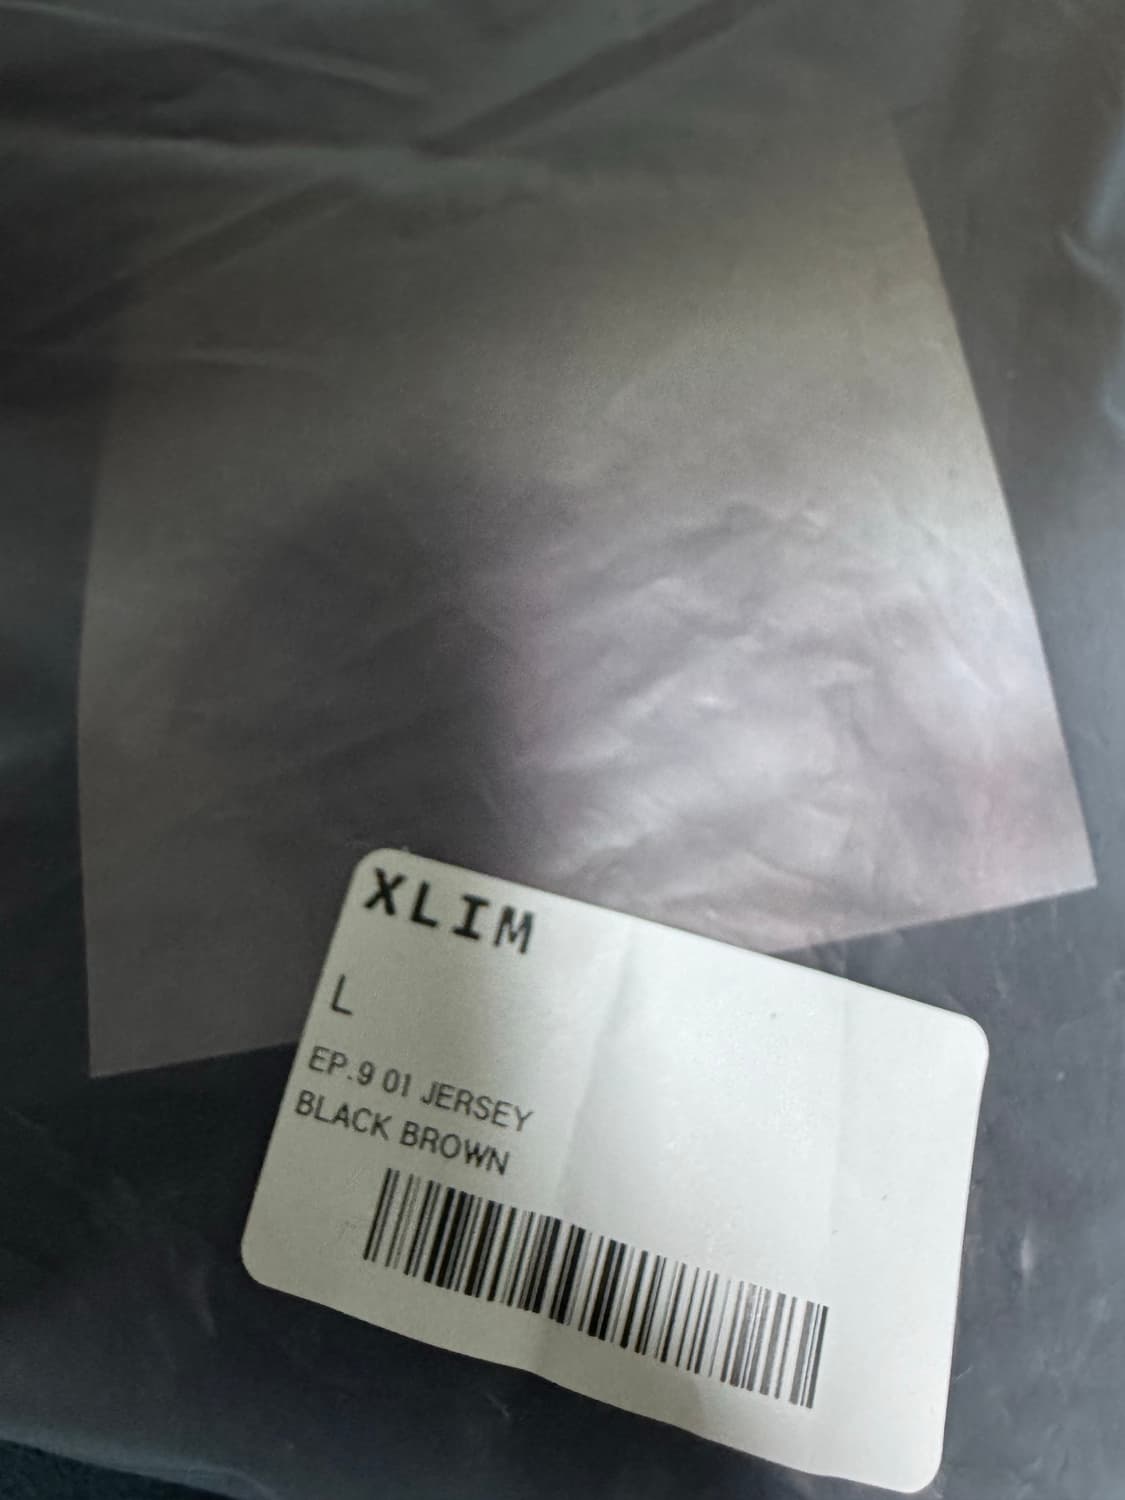 XLIM
L
EP.9 01 JERSEY
BLACK BROWN